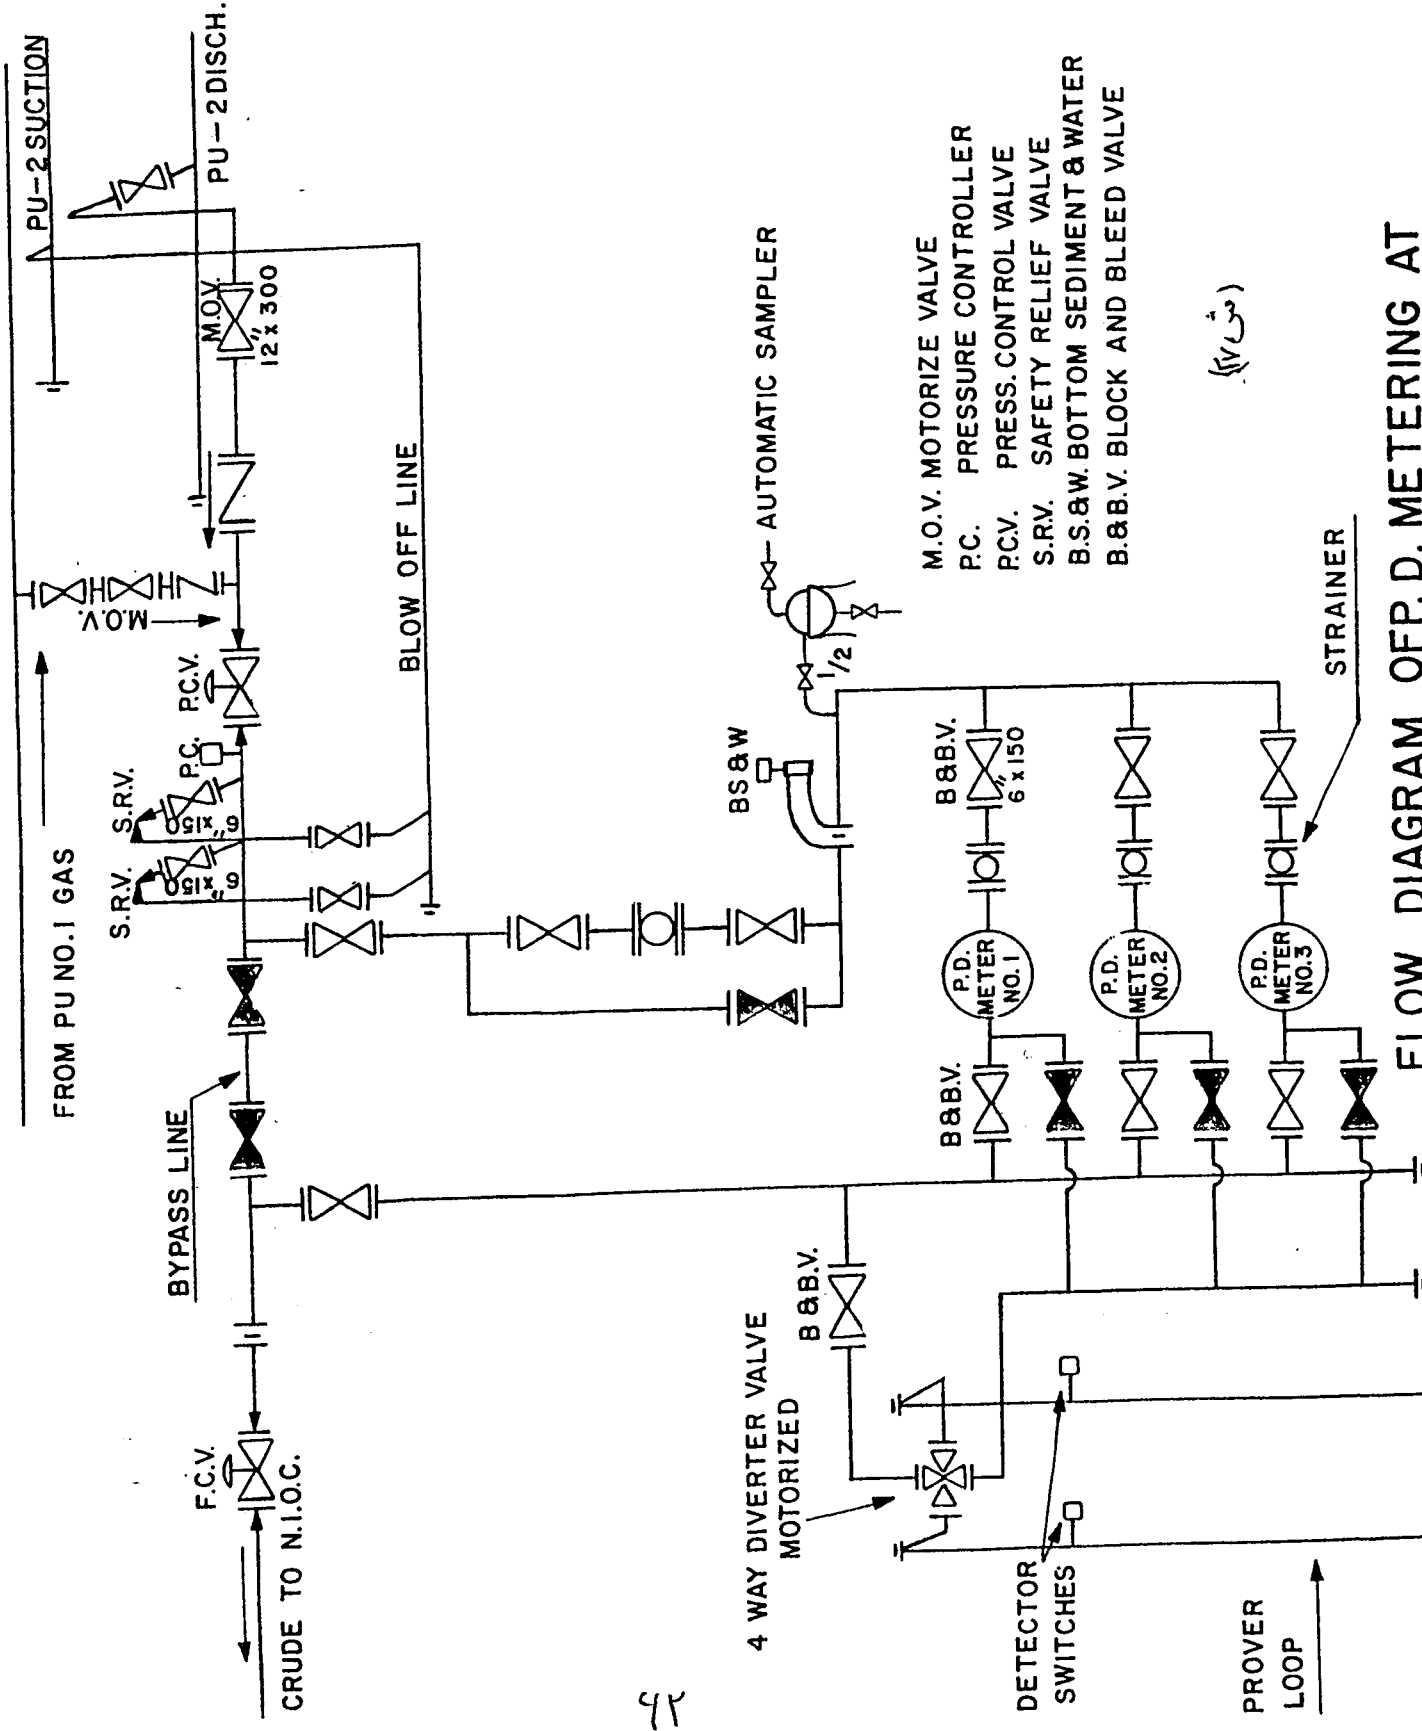 PU-2 SUCTION
PU-2 DISCH.
M.O.V.
12"x 300
FROM PU NO.1 GAS
M.O.V.
P.C.V.
P.C.
S.R.V.
6"x150
S.R.V.
6"x150
BLOW OFF LINE
BYPASS LINE
F.C.V.
CRUDE TO N.I.O.C.
AUTOMATIC SAMPLER
1/2
BS&W
B&B.V.
6"x 150
M.O.V. MOTORIZE VALVE
P.C. PRESSURE CONTROLLER
P.C.V. PRESS. CONTROL VALVE
S.R.V. SAFETY RELIEF VALVE
B.S.&W. BOTTOM SEDIMENT & WATER
B.&B.V. BLOCK AND BLEED VALVE
STRAINER
P.D.
METER
NO.1
P.D.
METER
NO.2
P.D.
METER
NO.3
B&B.V.
B&B.V.
4 WAY DIVERTER VALVE
MOTORIZED
DETECTOR
SWITCHES
PROVER
LOOP
FLOW DIAGRAM OF P.D. METERING AT